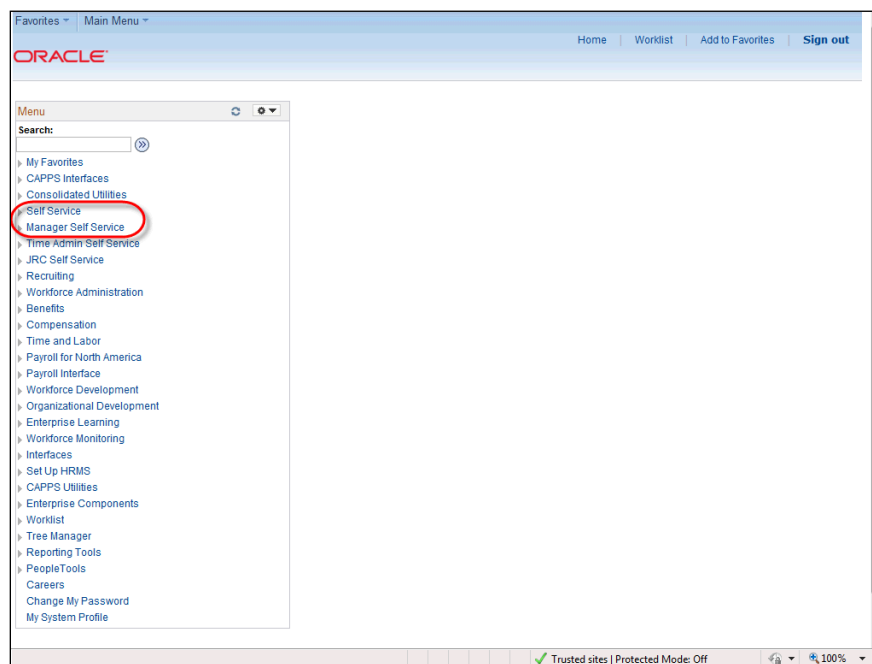 Favorites Main Menu
Home Worklist Add to Favorites Sign out
ORACLE
Menu
Search:
My Favorites
CAPPS Interfaces
Consolidated Utilities
Self Service
Manager Self Service
Time Admin Self Service
JRC Self Service
Recruiting
Workforce Administration
Benefits
Compensation
Time and Labor
Payroll for North America
Payroll Interface
Workforce Development
Organizational Development
Enterprise Learning
Workforce Monitoring
Interfaces
Set Up HRMS
CAPPS Utilities
Enterprise Components
Worklist
Tree Manager
Reporting Tools
PeopleTools
Careers
Change My Password
My System Profile
Trusted sites | Protected Mode: Off 100%